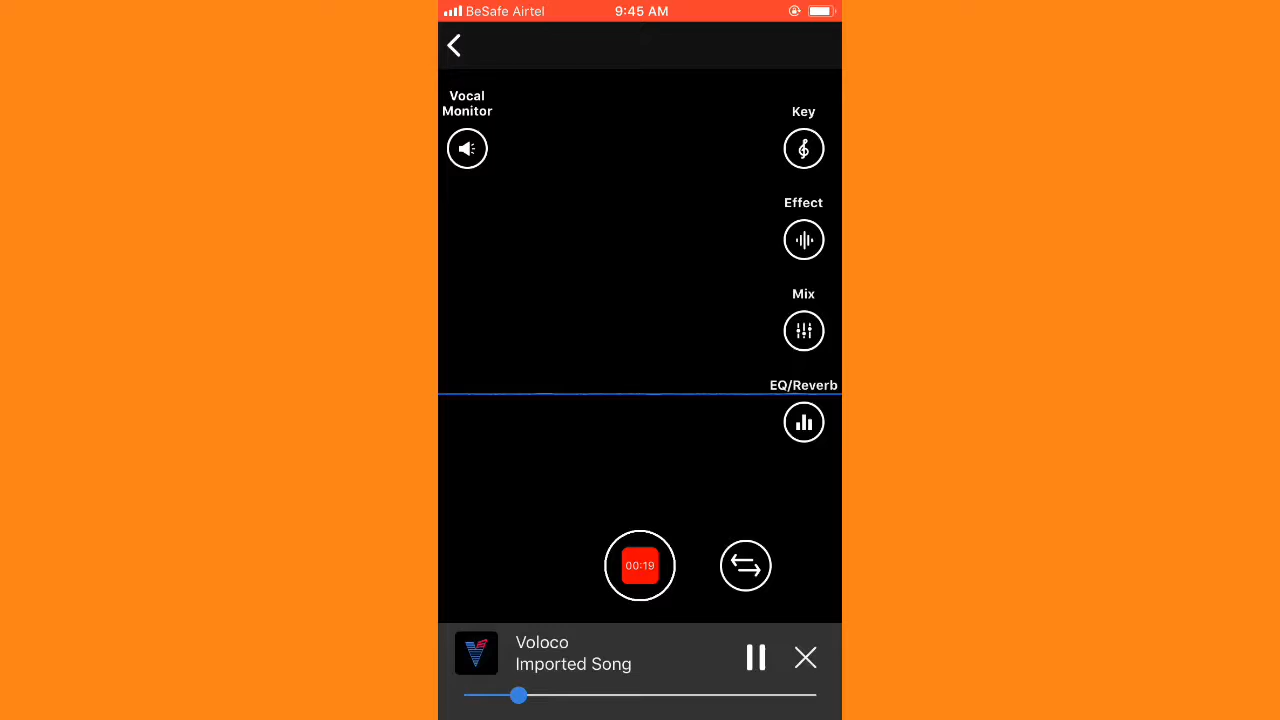 BeSafe Airtel
9:45 AM
Vocal
Monitor
Key
Effect
Mix
EQ/Reverb
00:19
Voloco
Imported Song